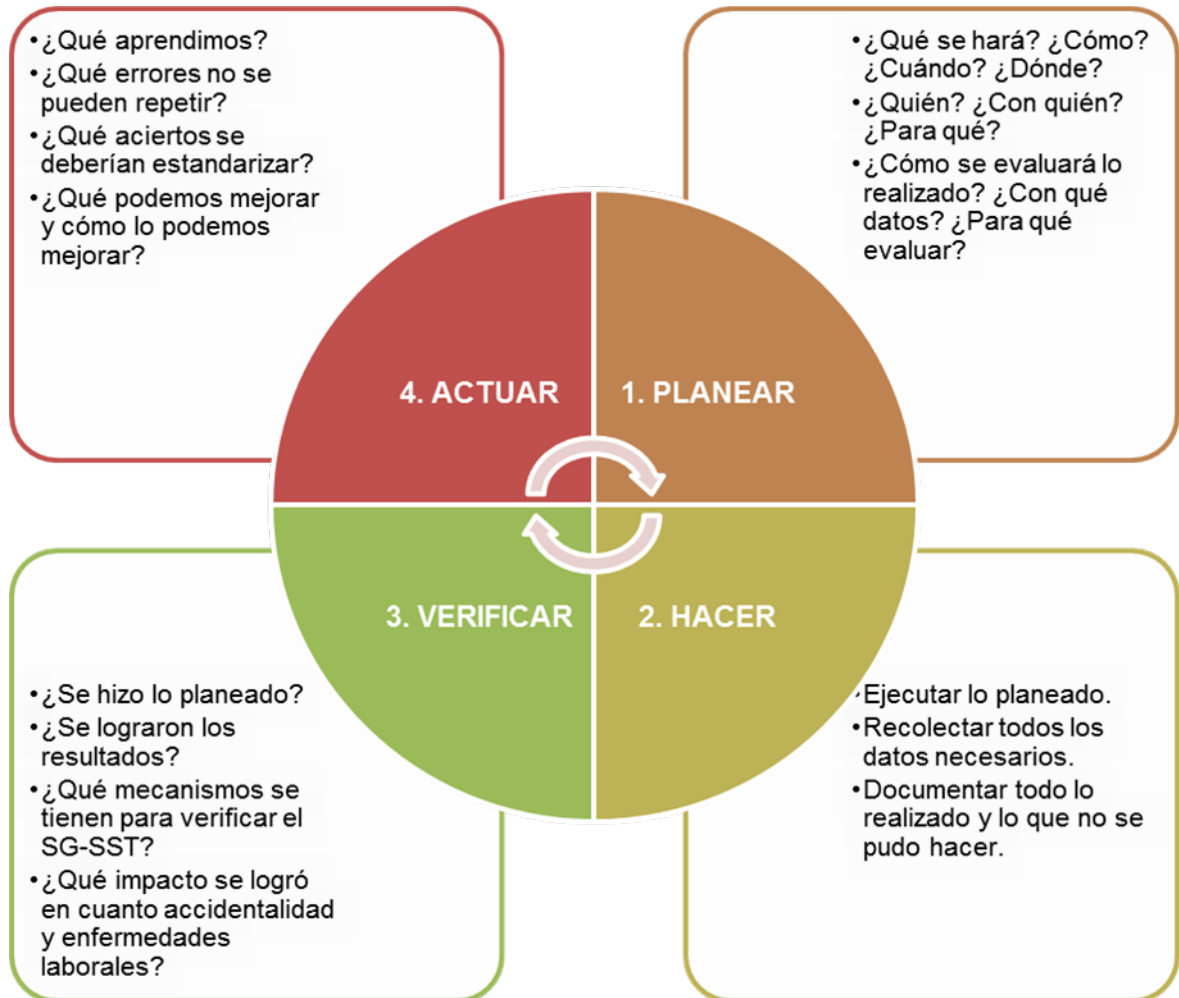 • ¿Qué aprendimos?
• ¿Qué errores no se
pueden repetir?
• ¿Qué aciertos se
deberían estandarizar?
• ¿Qué podemos mejorar
y cómo lo podemos
mejorar?
• ¿Qué se hará? ¿Cómo?
¿Cuándo? ¿Dónde?
• ¿Quién? ¿Con quién?
¿Para qué?
• ¿Cómo se evaluará lo
realizado? ¿Con qué
datos? ¿Para qué
evaluar?
4. ACTUAR
1. PLANEAR
3. VERIFICAR
2. HACER
• ¿Se hizo lo planeado?
• ¿Se lograron los
resultados?
• ¿Qué mecanismos se
tienen para verificar el
SG-SST?
• ¿Qué impacto se logró
en cuanto accidentalidad
y enfermedades
laborales?
• Ejecutar lo planeado.
• Recolectar todos los
datos necesarios.
• Documentar todo lo
realizado y lo que no se
pudo hacer.